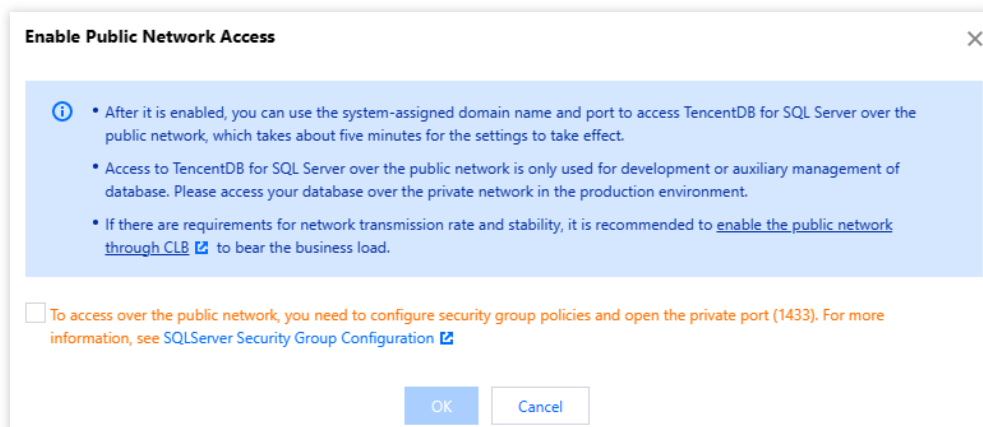 Enable Public Network Access
• After it is enabled, you can use the system-assigned domain name and port to access TencentDB for SQL Server over the
public network, which takes about five minutes for the settings to take effect.
• Access to TencentDB for SQL Server over the public network is only used for development or auxiliary management of
database. Please access your database over the private network in the production environment.
• If there are requirements for network transmission rate and stability, it is recommended to enable the public network
through CLB to bear the business load.
To access over the public network, you need to configure security group policies and open the private port (1433). For more
information, see SQLServer Security Group Configuration
OK Cancel